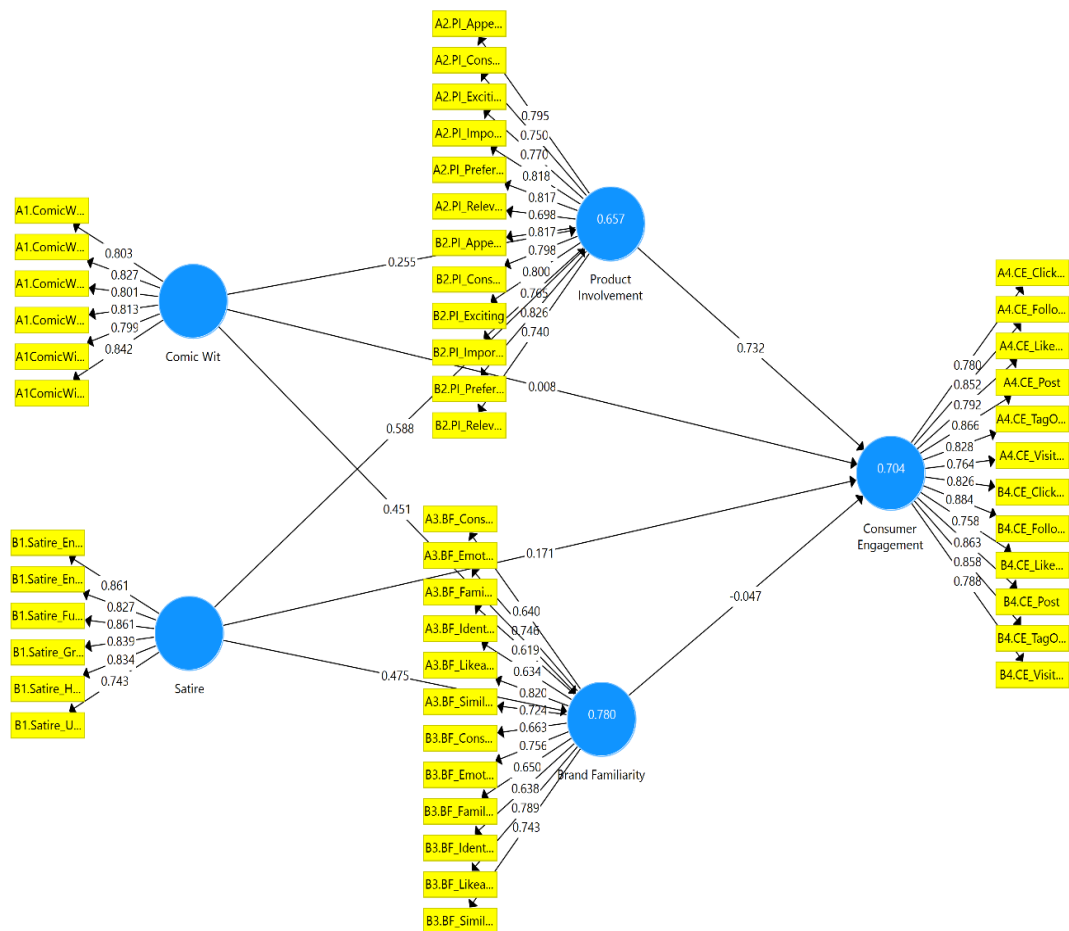 A2.PI_Appe...
A2.PI_Cons...
A2.PI_Exciti...
A2.PI_Impo...
A2.PI_Prefer...
A2.PI_Relev...
B2.PI_Appe...
B2.PI_Cons...
B2.PI_Exciting
B2.PI_Impor...
B2.PI_Prefer...
B2.PI_Relev...
0.795
0.750
0.770
0.818
0.817
0.698
0.817
0.798
0.800
0.765
0.826
0.740
0.657
Product
Involvement
A1.ComicW...
A1.ComicW...
A1.ComicW...
A1.ComicW...
A1ComicWi...
A1ComicWi...
0.803
0.827
0.801
0.813
0.799
0.842
Comic Wit
0.255
0.008
0.451
0.588
0.732
0.171
0.475
-0.047
A4.CE_Click...
A4.CE_Follo...
A4.CE_Like...
A4.CE_Post
A4.CE_TagO...
A4.CE_Visit...
B4.CE_Click...
B4.CE_Follo...
B4.CE_Like...
B4.CE_Post
B4.CE_TagO...
B4.CE_Visit...
0.780
0.852
0.792
0.866
0.828
0.764
0.826
0.884
0.758
0.863
0.858
0.788
0.704
Consumer
Engagement
B1.Satire_En...
B1.Satire_En...
B1.Satire_Fu...
B1.Satire_Gr...
B1.Satire_H...
B1.Satire_U...
0.861
0.827
0.861
0.839
0.834
0.743
Satire
A3.BF_Cons...
A3.BF_Emot...
A3.BF_Fami...
A3.BF_Ident...
A3.BF_Likea...
A3.BF_Simil...
B3.BF_Cons...
B3.BF_Emot...
B3.BF_Famil...
B3.BF_Ident...
B3.BF_Likea...
B3.BF_Simil...
0.640
0.746
0.619
0.634
0.820
0.724
0.663
0.756
0.650
0.638
0.789
0.743
0.780
Brand Familiarity